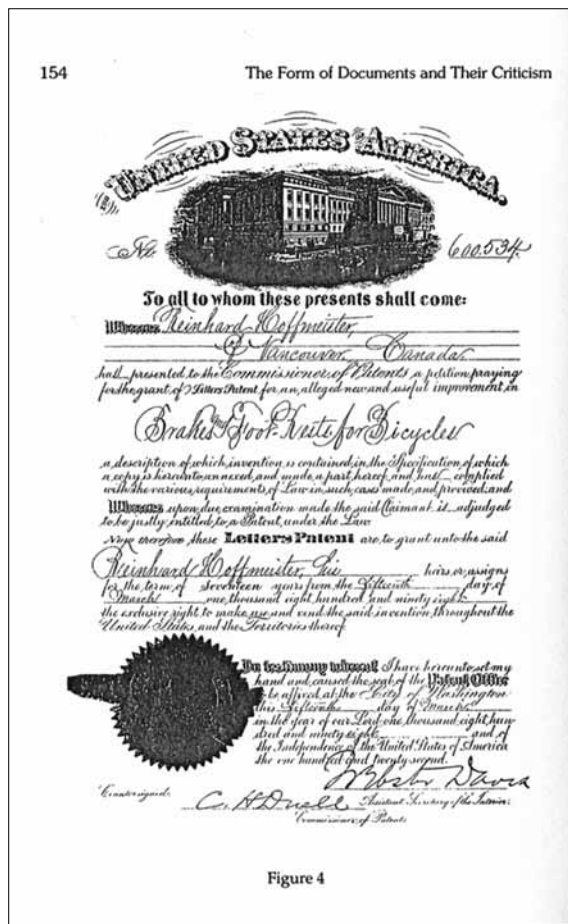 154
The Form of Documents and Their Criticism
UNITED STATES OF AMERICA.
No. 600,534.
To all to whom these presents shall come:
Whereas Reinhard Hoffmeister,
of Vancouver, Canada,
has presented to the Commissioner of Patents a petition praying
for the grant of Letters Patent for an alleged new and useful improvement in
Brakes and Foot-Rests for Bicycles
a description of which invention is contained in the Specification of which
a copy is hereunto annexed and made a part hereof, and has complied
with the various requirements of Law in such cases made and provided, and
Whereas upon due examination made the said Claimant is adjudged
to be justly entitled to a Patent under the Law.
Now therefore these Letters Patent are to grant unto the said
Reinhard Hoffmeister, his heirs or assigns
for the term of Seventeen years from the fifteenth day of
March one thousand eight hundred and ninety-eight
the exclusive right to make use and vend the said invention throughout the
United States and the Territories thereof.
In testimony whereof I have hereunto set my
hand and caused the seal of the Patent Office
to be affixed at the City of Washington
this fifteenth day of March,
in the year of our Lord one thousand eight hun-
dred and ninety-eight and of
the Independence of the United States of America
the one hundred and twenty-second.
Webster Davis
Countersigned: C. H. Duell Assistant Secretary of the Interior.
Commissioner of Patents
Figure 4